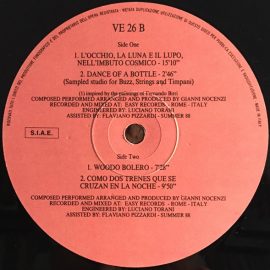 VE 26 B
Side One
1. L'OCCHIO, LA LUNA E IL LUPO,
NELL'IMBUTO COSMICO - 15'10"
2. DANCE OF A BOTTLE - 2'46"
(Sampled studio for Buzz, Strings and Timpani)
(1) inspired by the paintings of Fernando Birri
COMPOSED PERFORMED ARRANGED AND PRODUCED BY GIANNI NOCENZI
RECORDED AND MIXED AT: EASY RECORDS - ROME - ITALY
ENGINEERED BY: LUCIANO TORANI
ASSISTED BY: FLAVIANO PIZZARDI - SUMMER 88
S.I.A.E.
Side Two
1. WOODO BOLERO - 7'28"
2. COMO DOS TRENES QUE SE
CRUZAN EN LA NOCHE - 9'50"
COMPOSED PERFORMED ARRANGED AND PRODUCED BY GIANNI NOCENZI
RECORDED AND MIXED AT: EASY RECORDS - ROME - ITALY
ENGINEERED BY: LUCIANO TORANI
ASSISTED BY: FLAVIANO PIZZARDI - SUMMER 88